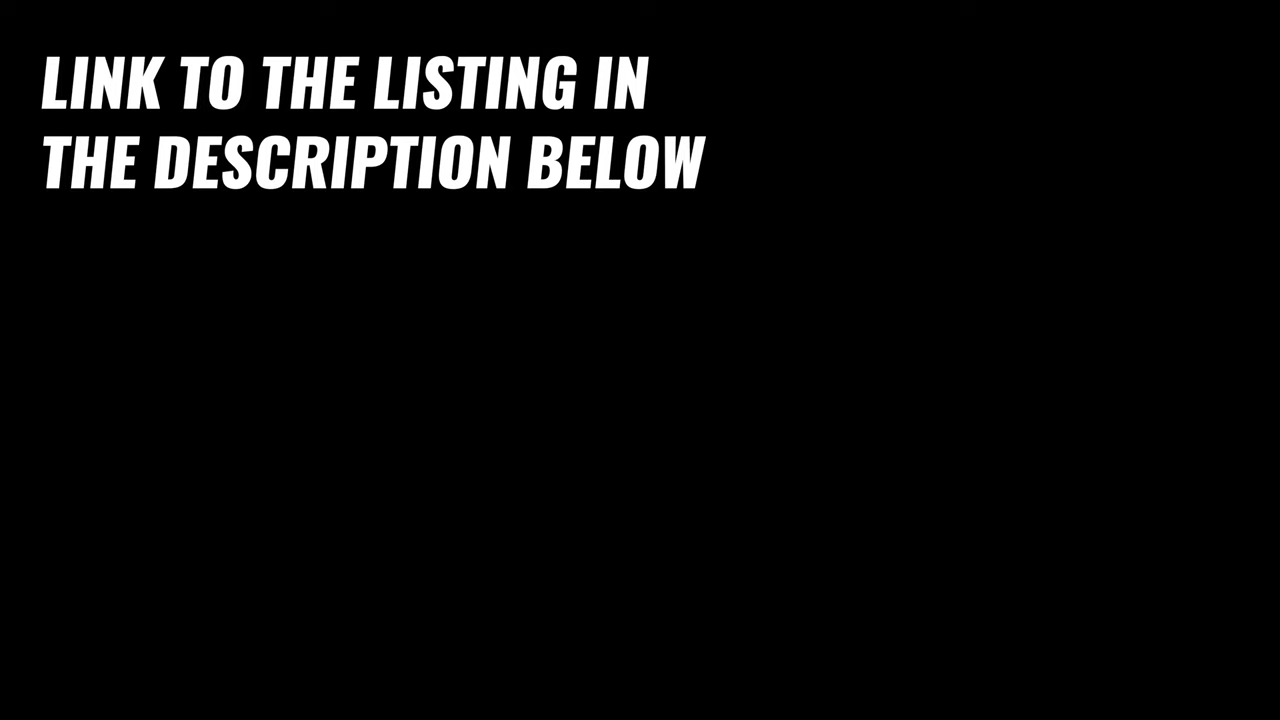 LINK TO THE LISTING IN
THE DESCRIPTION BELOW